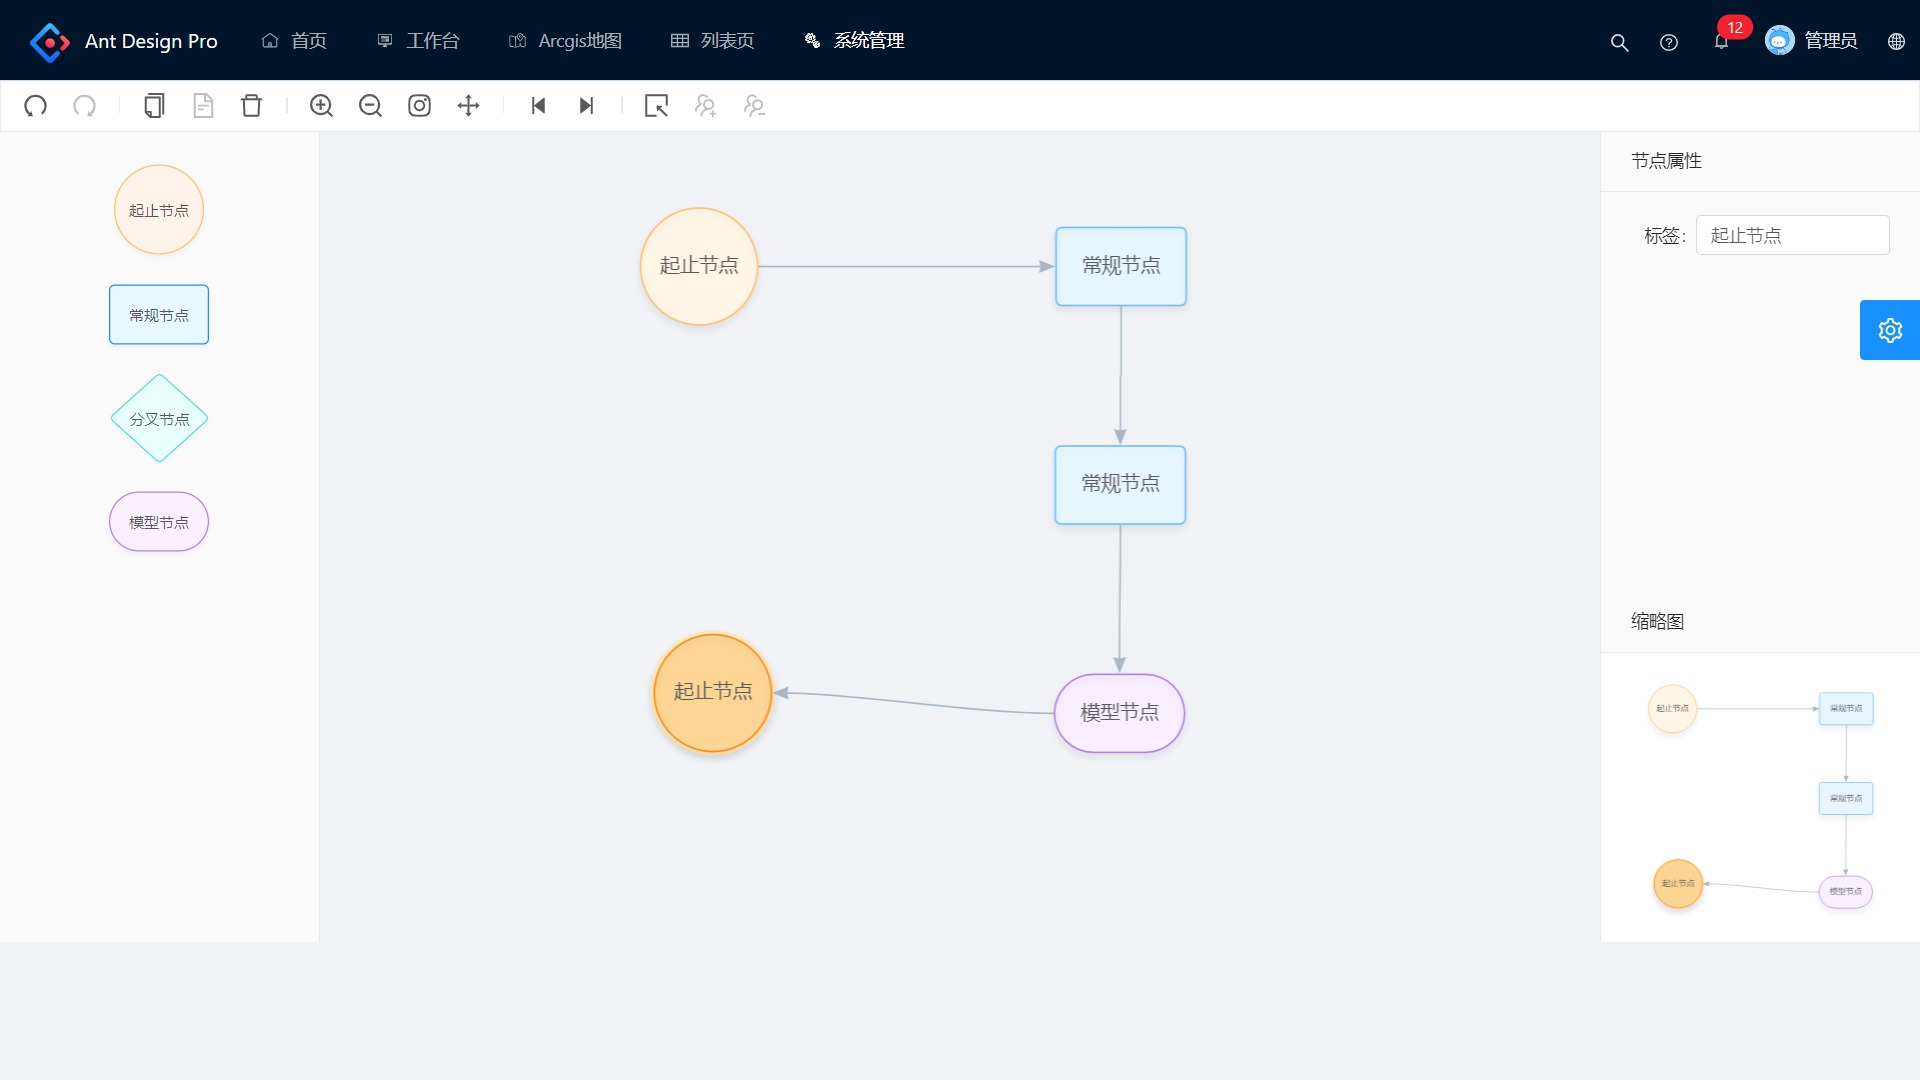 Ant Design Pro
首页
工作台
Arcgis地图
列表页
系统管理
12
管理员
起止节点
常规节点
分叉节点
模型节点
起止节点
常规节点
常规节点
起止节点
模型节点
节点属性
标签:
起止节点
缩略图
起止节点
常规节点
常规节点
起止节点
模型节点